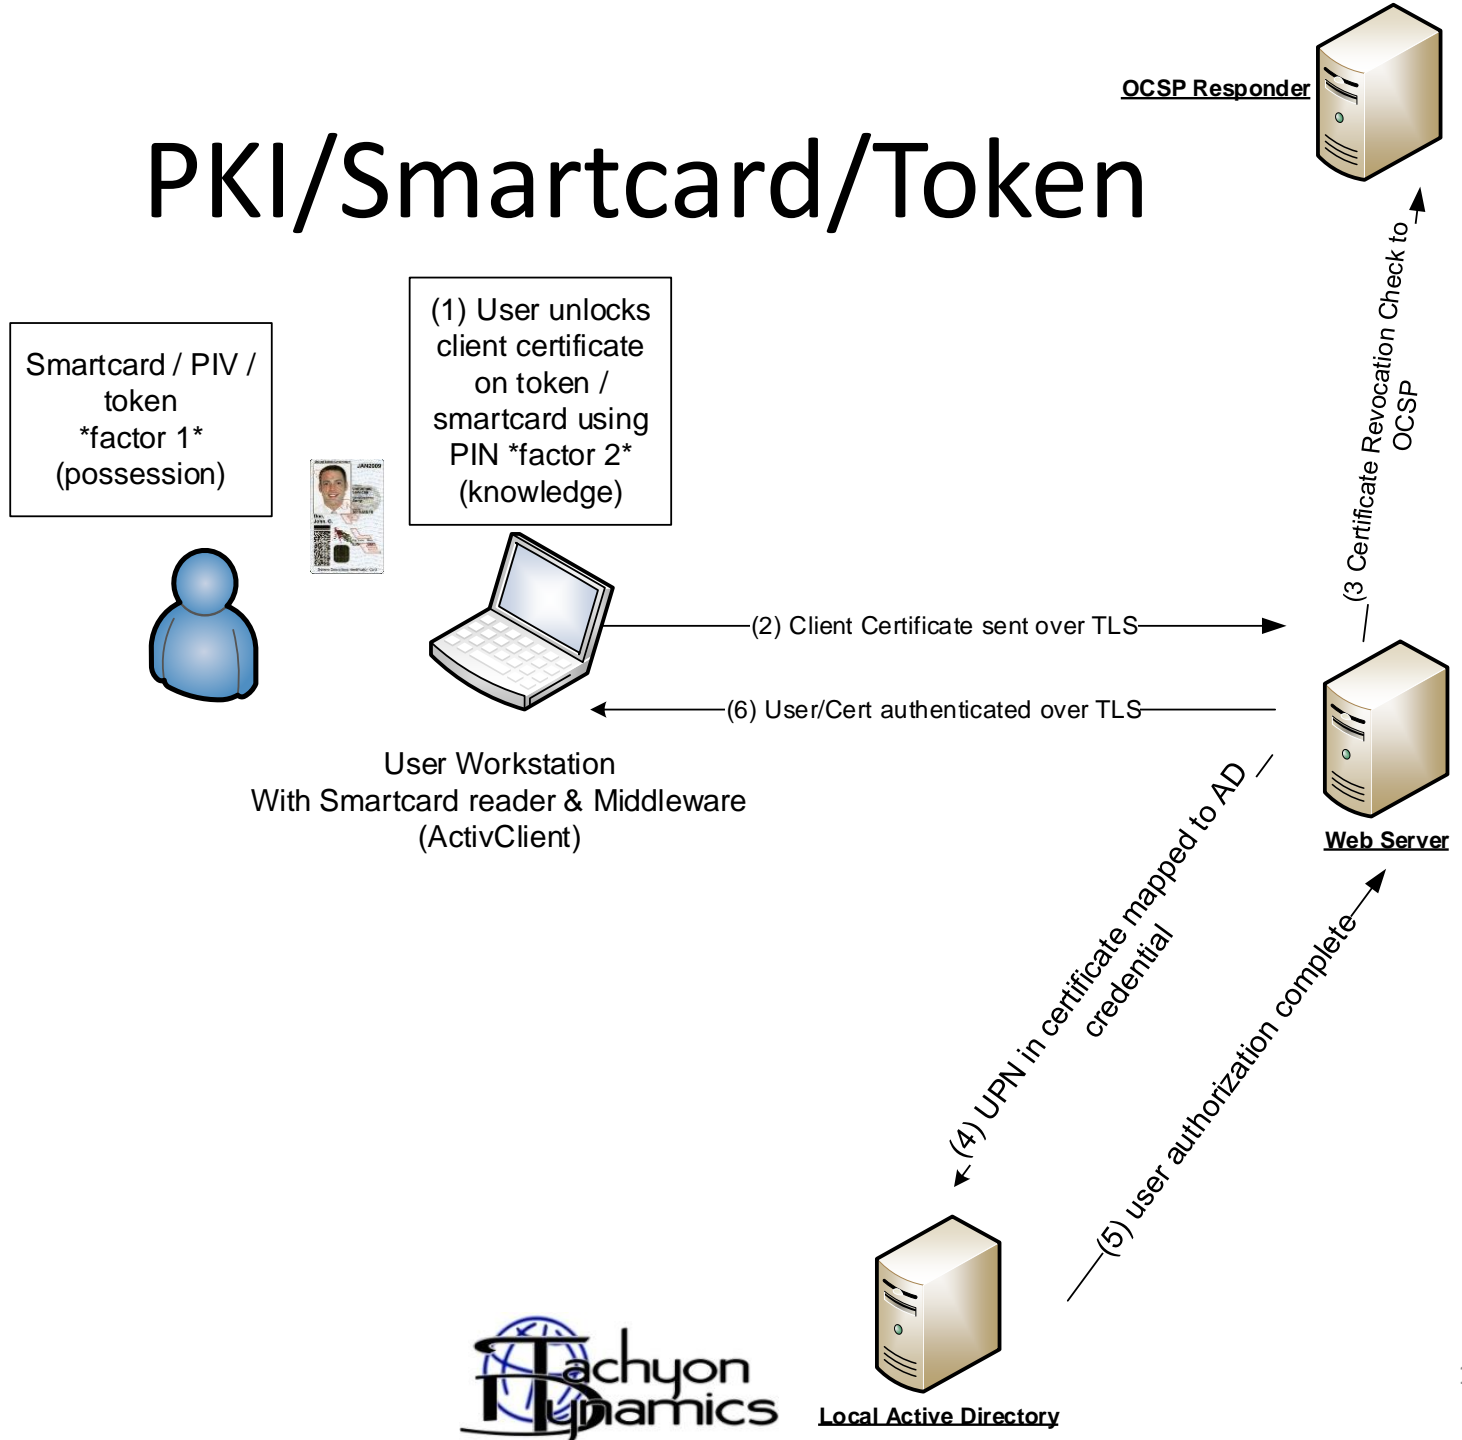 OCSP Responder
PKI/Smartcard/Token
(3 Certificate Revocation Check to
OCSP
Smartcard / PIV /
token
*factor 1*
(possession)
(1) User unlocks
client certificate
on token /
smartcard using
PIN *factor 2*
(knowledge)
JAN2009
(2) Client Certificate sent over TLS
(6) User/Cert authenticated over TLS
User Workstation
With Smartcard reader & Middleware
(ActivClient)
Web Server
(4) UPN in certificate mapped to AD
credential
(5) user authorization complete
Tachyon
Dynamics
Local Active Directory